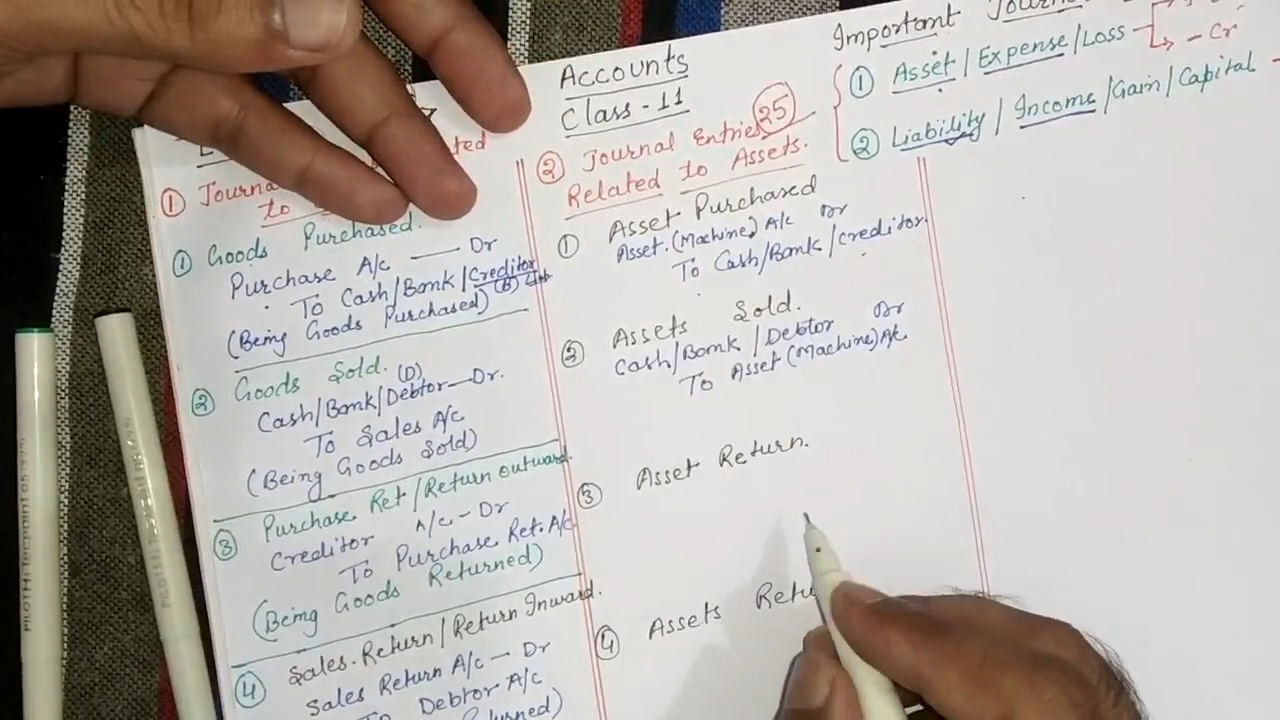 Accounts
Class - 11
Important
① Asset / Expense / Loss
- Cr
② Liability / Income / Gain / Capital
①
to
① Goods Purchased.
Purchase A/c —— Dr
To Cash/Bank/Creditor
(Being Goods Purchased) (B)
② Goods Sold.
Cash/Bank/Debtor — Dr.
(D)
To Sales A/c
(Being Goods Sold)
③ Purchase Ret / Return outward.
Creditor A/c - Dr
To Purchase Ret. A/c
(Being Goods Returned)
④ Sales. Return / Return Inward.
Sales Return A/c - Dr
To Debtor A/c
② Journal Entries
25
Related to Assets.
① Asset Purchased
Asset. (Machine) A/c Dr
To Cash/Bank/creditor
② Assets Sold.
Cash/Bank/Debtor Dr
To Asset (Machine) A/c
③ Asset Return.
④ Assets
PILOT HI-Tecpoint 05